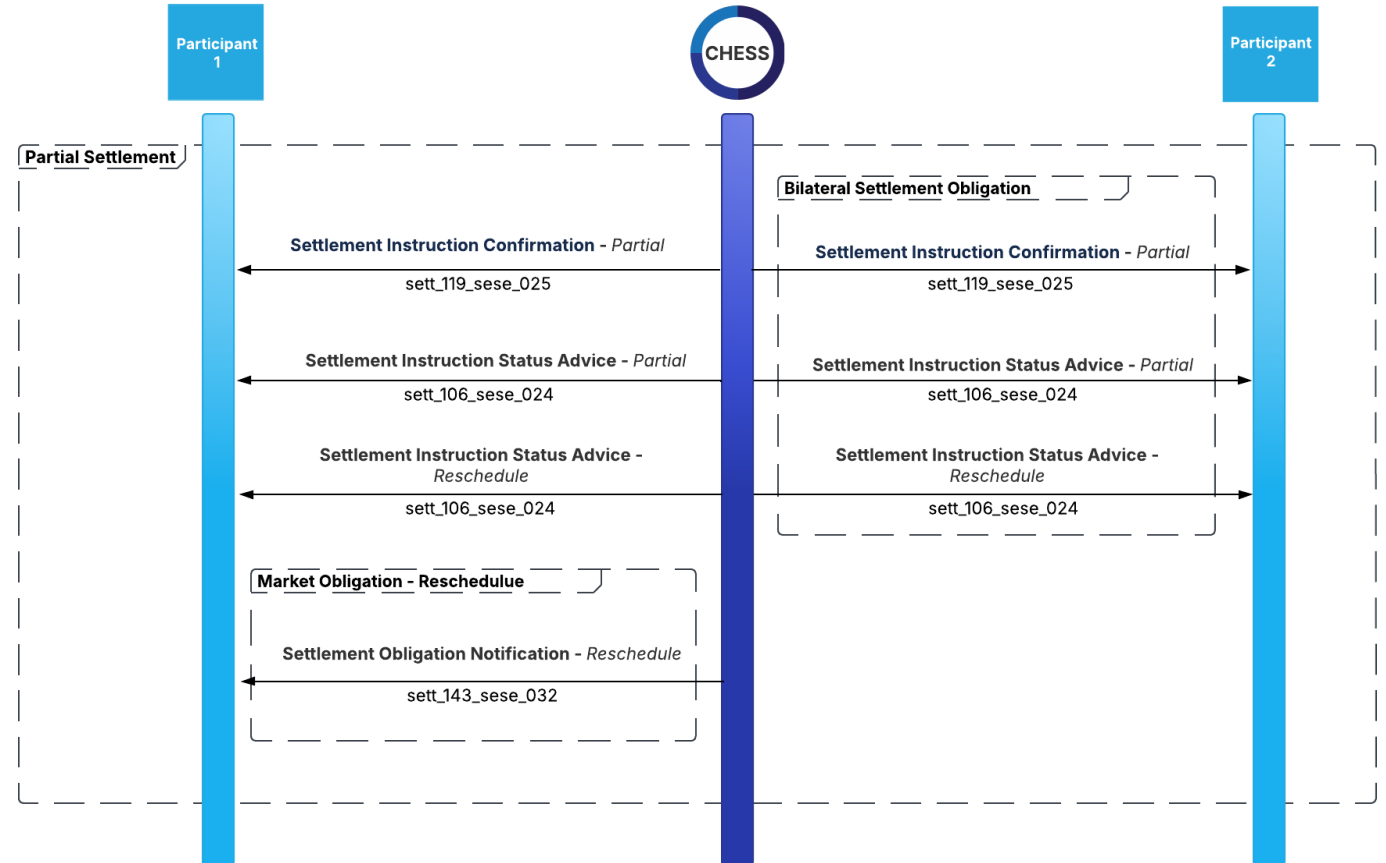 Participant
1
CHESS
Participant
2
Partial Settlement
Bilateral Settlement Obligation
Settlement Instruction Confirmation - Partial
sett_119_sese_025
Settlement Instruction Confirmation - Partial
sett_119_sese_025
Settlement Instruction Status Advice - Partial
sett_106_sese_024
Settlement Instruction Status Advice - Partial
sett_106_sese_024
Settlement Instruction Status Advice -
Reschedule
sett_106_sese_024
Settlement Instruction Status Advice -
Reschedule
sett_106_sese_024
Market Obligation - Reschedulue
Settlement Obligation Notification - Reschedule
sett_143_sese_032